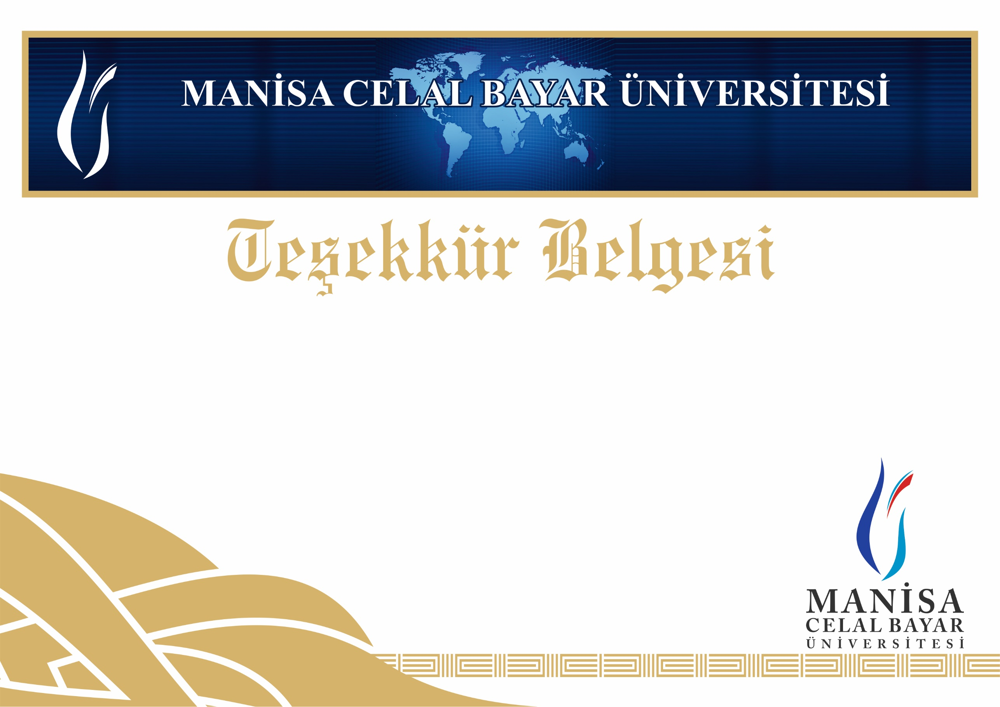 MANİSA CELAL BAYAR ÜNİVERSİTESİ
Teşekkür Belgesi
MANİSA
CELAL BAYAR
ÜNİVERSİTESİ